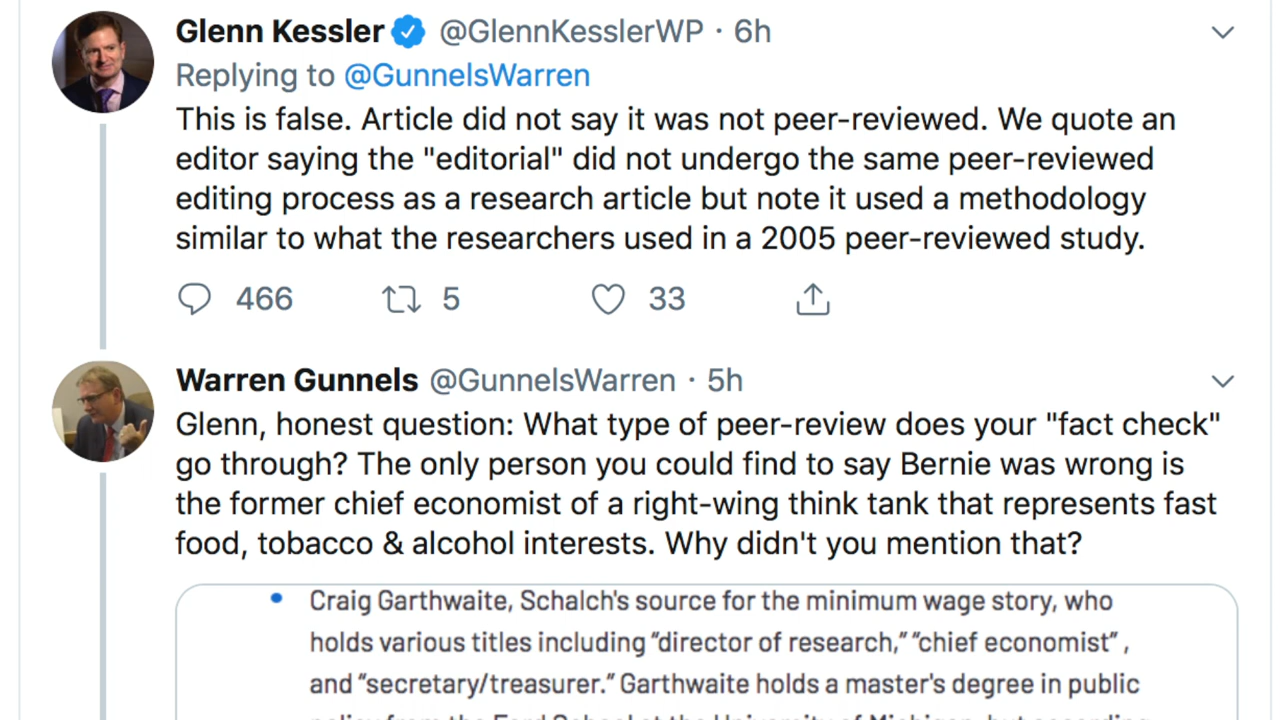 Glenn Kessler @GlennKesslerWP · 6h
Replying to @GunnelsWarren
This is false. Article did not say it was not peer-reviewed. We quote an
editor saying the "editorial" did not undergo the same peer-reviewed
editing process as a research article but note it used a methodology
similar to what the researchers used in a 2005 peer-reviewed study.
466 5 33
Warren Gunnels @GunnelsWarren · 5h
Glenn, honest question: What type of peer-review does your "fact check"
go through? The only person you could find to say Bernie was wrong is
the former chief economist of a right-wing think tank that represents fast
food, tobacco & alcohol interests. Why didn't you mention that?
• Craig Garthwaite, Schalch's source for the minimum wage story, who
holds various titles including “director of research,” “chief economist” ,
and “secretary/treasurer.” Garthwaite holds a master's degree in public
policy from the Ford School at the University of Michigan, but according